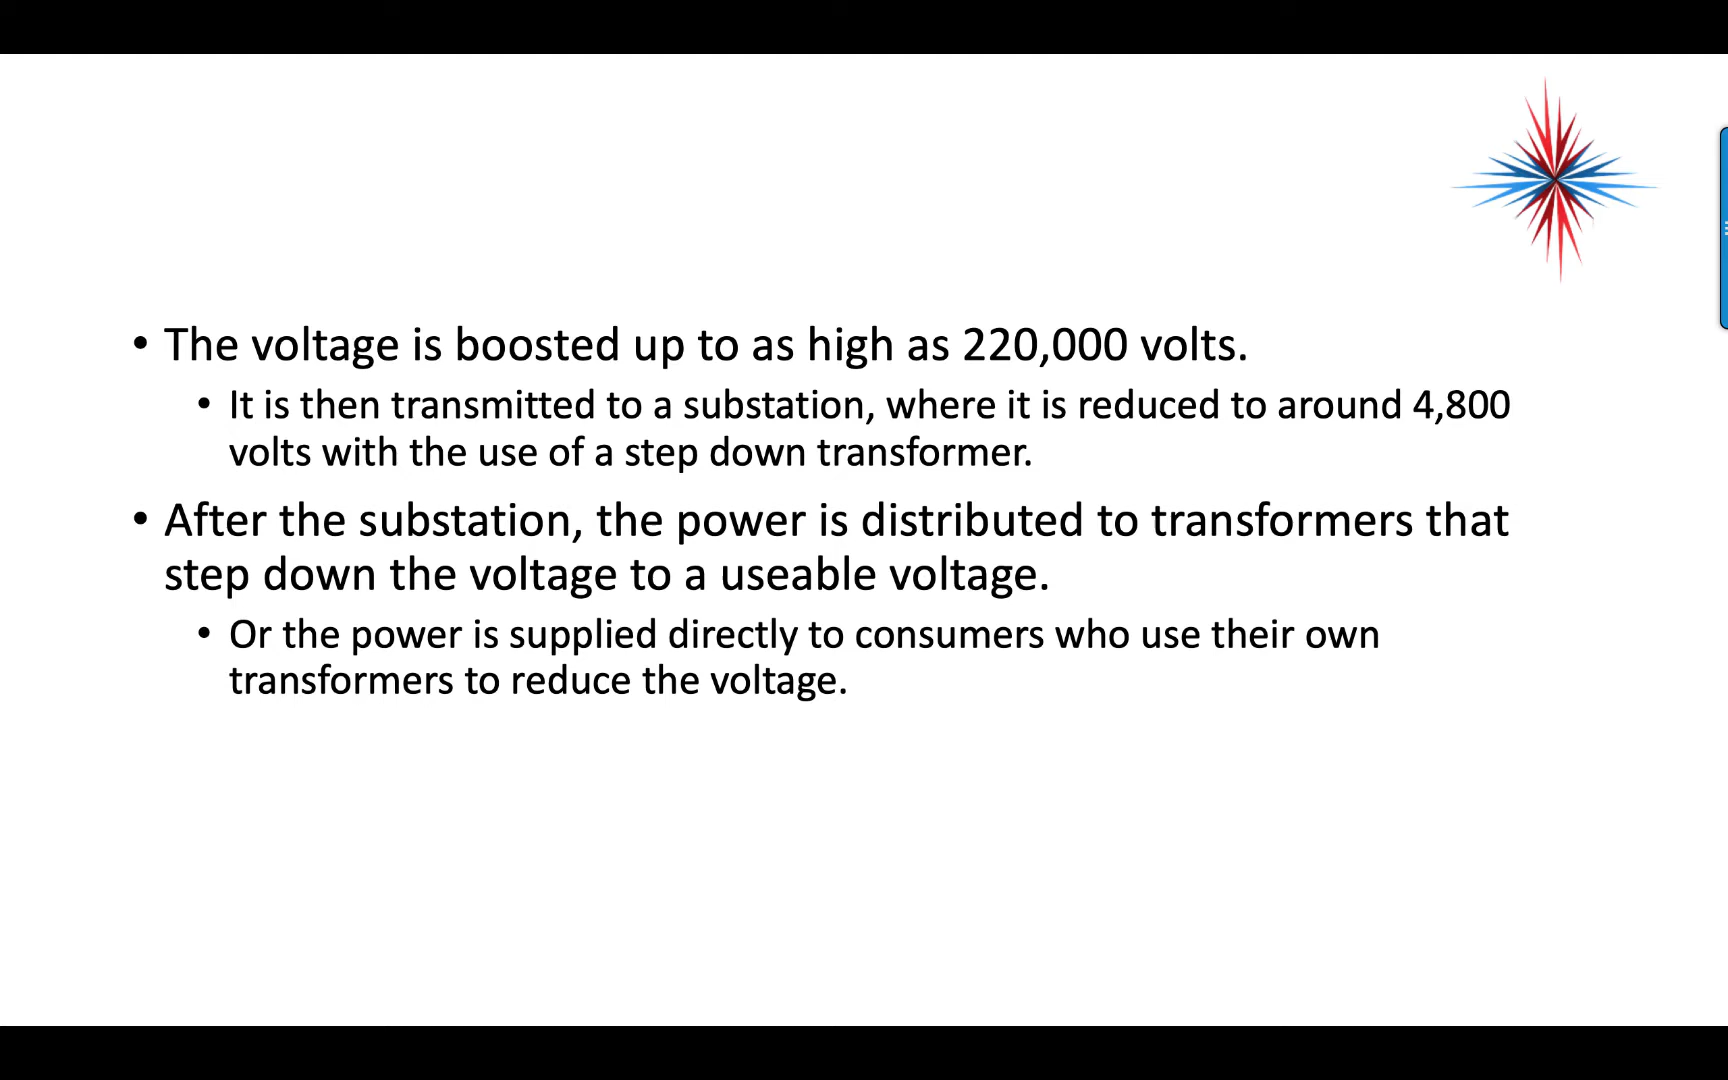 • The voltage is boosted up to as high as 220,000 volts.
• It is then transmitted to a substation, where it is reduced to around 4,800
volts with the use of a step down transformer.
• After the substation, the power is distributed to transformers that
step down the voltage to a useable voltage.
• Or the power is supplied directly to consumers who use their own
transformers to reduce the voltage.